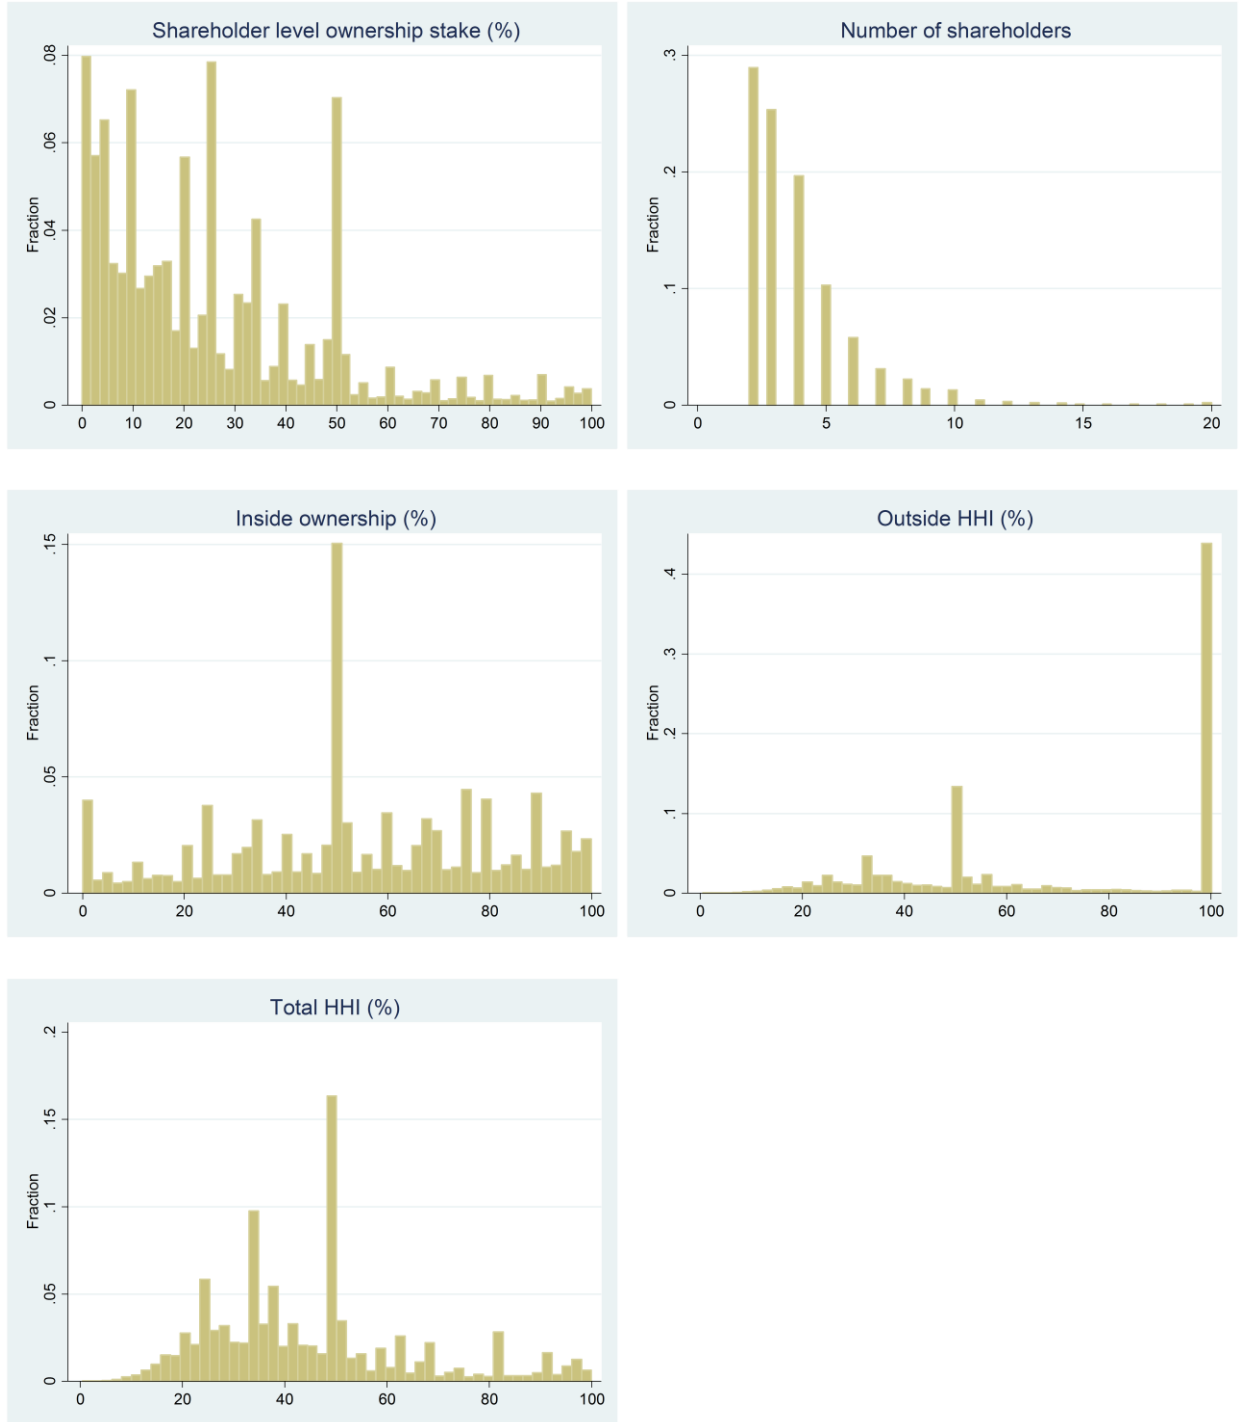 Shareholder level ownership stake (%)
Fraction
.08
.06
.04
.02
0
0 10 20 30 40 50 60 70 80 90 100
Number of shareholders
Fraction
.3
.2
.1
0
0 5 10 15 20
Inside ownership (%)
Fraction
.15
.1
.05
0
0 20 40 60 80 100
Outside HHI (%)
Fraction
.4
.3
.2
.1
0
0 20 40 60 80 100
Total HHI (%)
Fraction
.2
.15
.1
.05
0
0 20 40 60 80 100